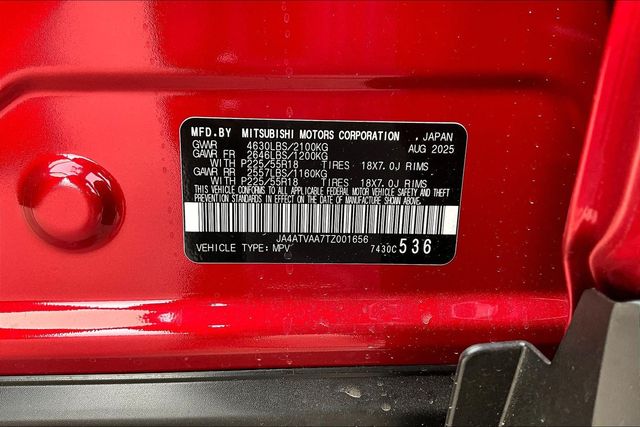 MFD.BY MITSUBISHI MOTORS CORPORATION , JAPAN
GVWR 4630LBS/2100KG AUG 2025
GAWR FR 2646LBS/1200KG
WITH P225/55R18 TIRES 18X7.0J RIMS
GAWR RR 2557LBS/1160KG
WITH P225/55R18 TIRES 18X7.0J RIMS
THIS VEHICLE CONFORMS TO ALL APPLICABLE FEDERAL MOTOR VEHICLE SAFETY AND THEFT
PREVENTION STANDARDS IN EFFECT ON THE DATE OF MANUFACTURE SHOWN ABOVE.
JA4ATVAA7TZ001656
VEHICLE TYPE: MPV 7430C536